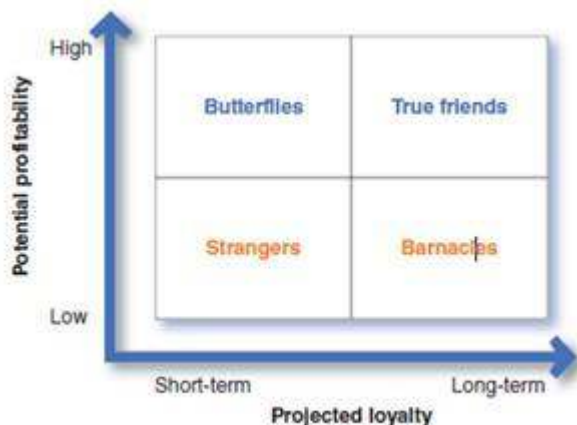 High
Butterflies True friends
Potential profitability
Strangers Barnacles
Low
Short-term Long-term
Projected loyalty